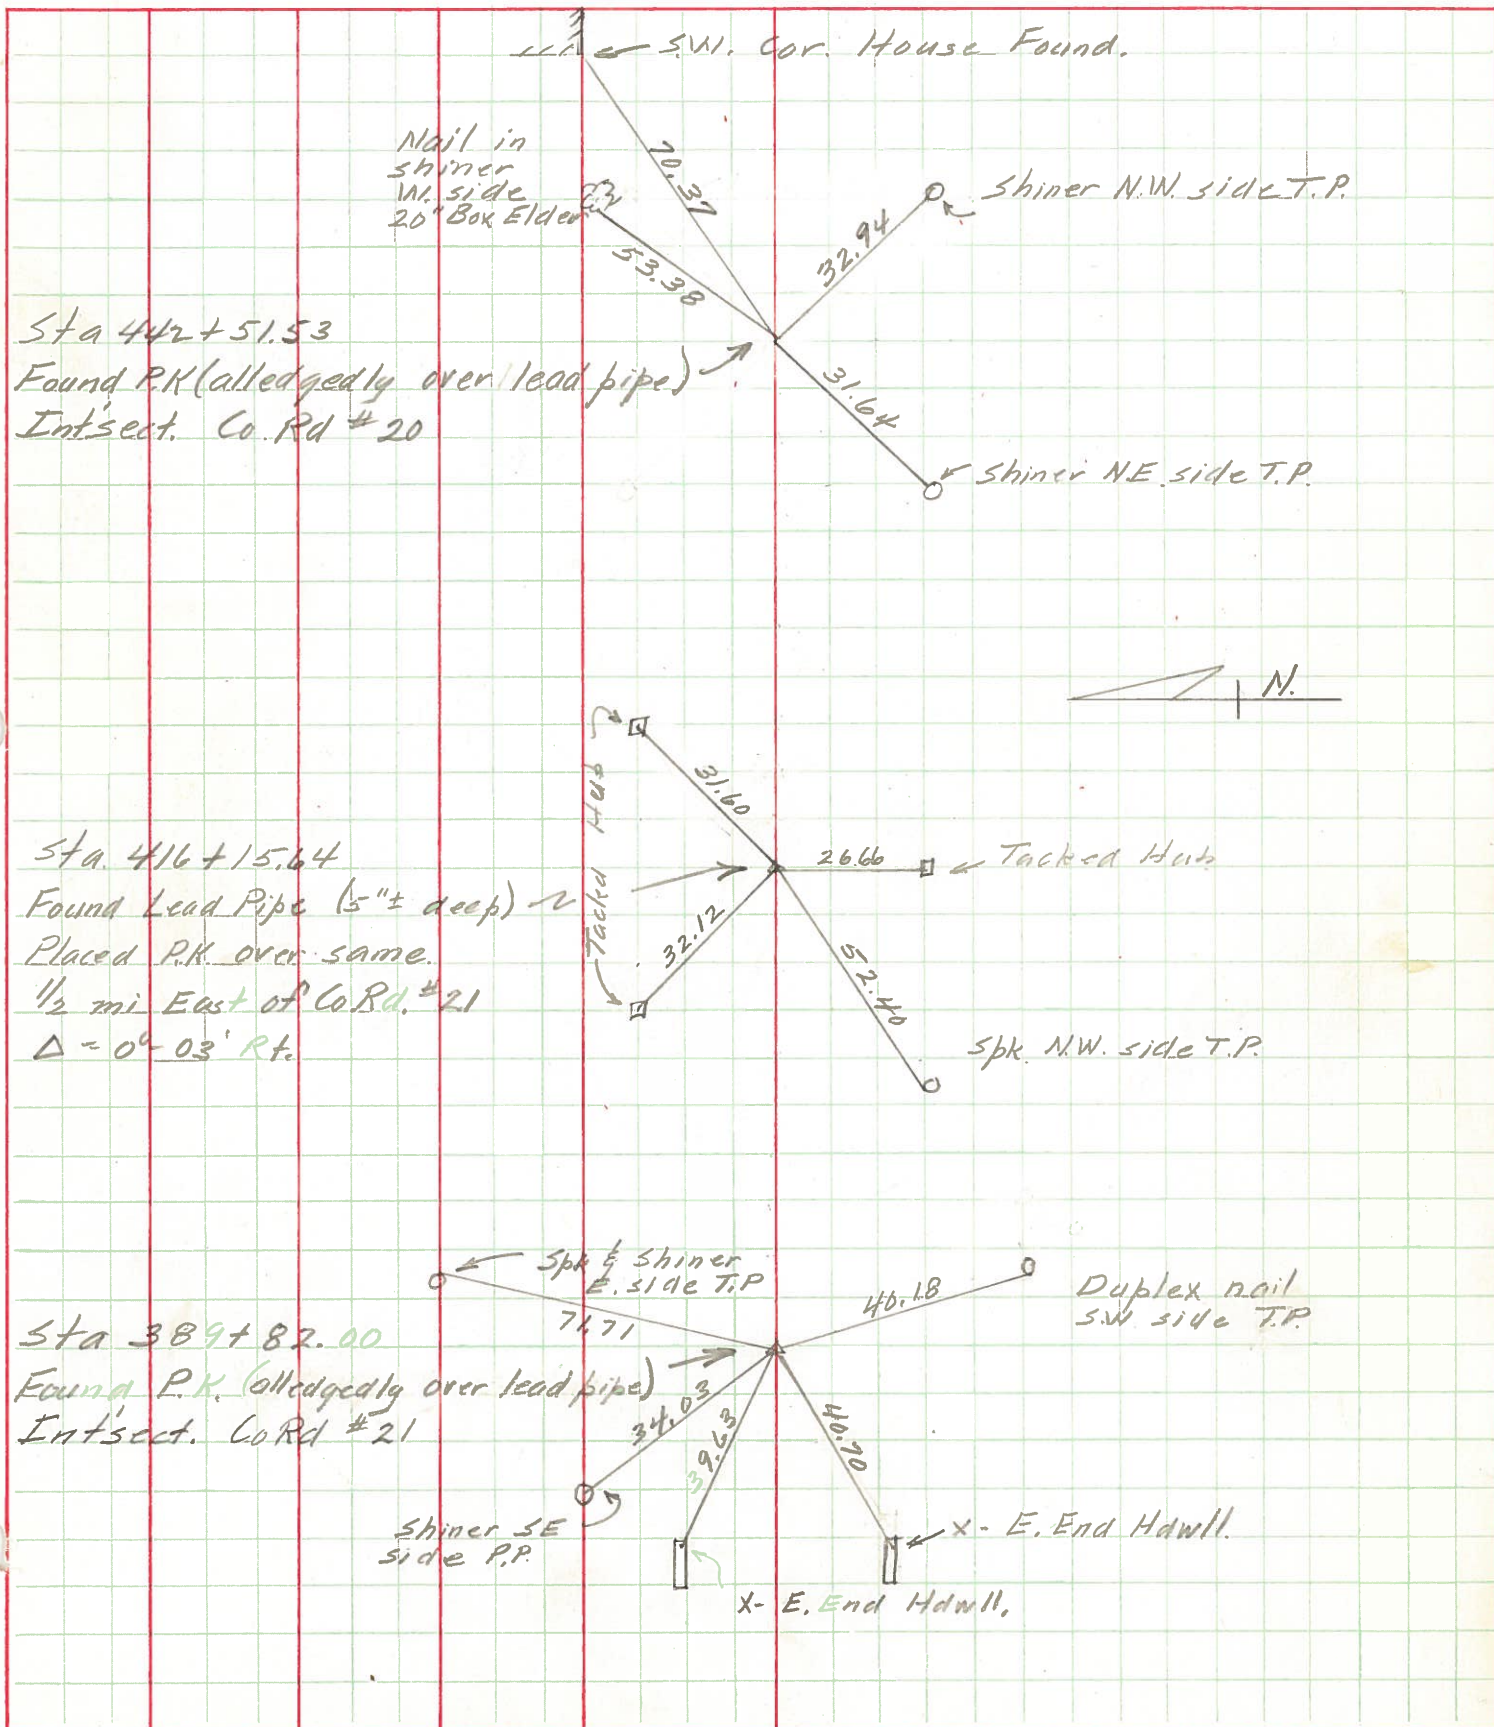 S.W. Cor. House Found.
Nail in
shiner
W. side
20" Box Elder
70.37
53.38
32.94
Shiner N.W. side T.P.
Sta 442+51.53
Found P.K (alledgedly over lead pipe)
Int'sect. Co. Rd #20
31.64
Shiner N.E. side T.P.
N.
Tacked Hub
31.60
Sta. 416+15.64
26.66
Tacked Hub
Found Lead Pipe (5"± deep)
32.12
Placed P.K. over same.
52.40
1/2 mi East of Co Rd. #21
Δ = 0°-03' Rt.
Spk. N.W. side T.P.
Spk & Shiner
E. side T.P
71.71
40.18
Duplex nail
S.W side T.P.
Sta 389+82.00
Found P.K. (alledgedly over lead pipe)
Int'sect. Co Rd #21
34.03
39.63
40.70
Shiner SE
side P.P.
X- E. End Hdwll.
X- E. End Hdwll.